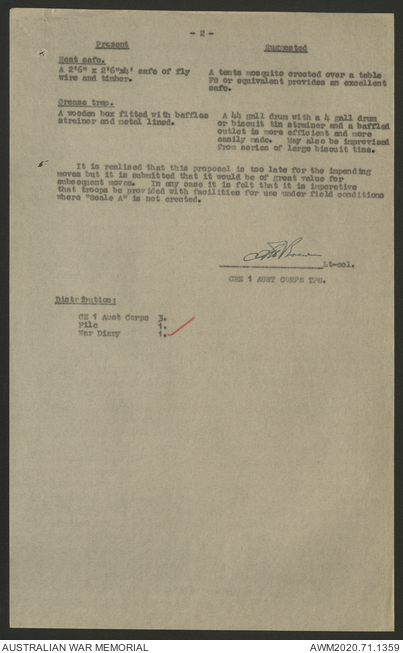 - 2 -
Present Suggested
Meat safe.
A 2'6" x 2'6"x4' safe of fly
wire and timber.
A tents mosquito erected over a table
FS or equivalent provides an excellent
safe.
Grease trap.
A wooden box fitted with baffles
strainer and metal lined.
A 44 gall drum with a 4 gall drum
or biscuit tin strainer and a baffled
outlet is more efficient and more
easily made. May also be improvised
from series of large biscuit tins.
It is realised that this proposal is too late for the impending
moves but it is submitted that it would be of great value for
subsequent moves. In any case it is felt that it is imperative
that troops be provided with facilities for use under field conditions
where "Scale A" is not erected.
Lt-col.
CRE 1 AUST CORPS TPS.
Distribution:
CE 1 Aust Corps 3.
File 1.
War Diary 1.
AUSTRALIAN WAR MEMORIAL AWM2020.71.1359